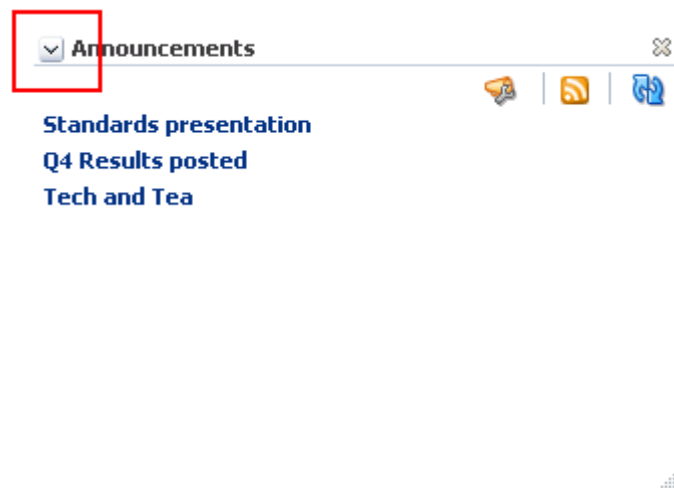 Announcements
Standards presentation
Q4 Results posted
Tech and Tea